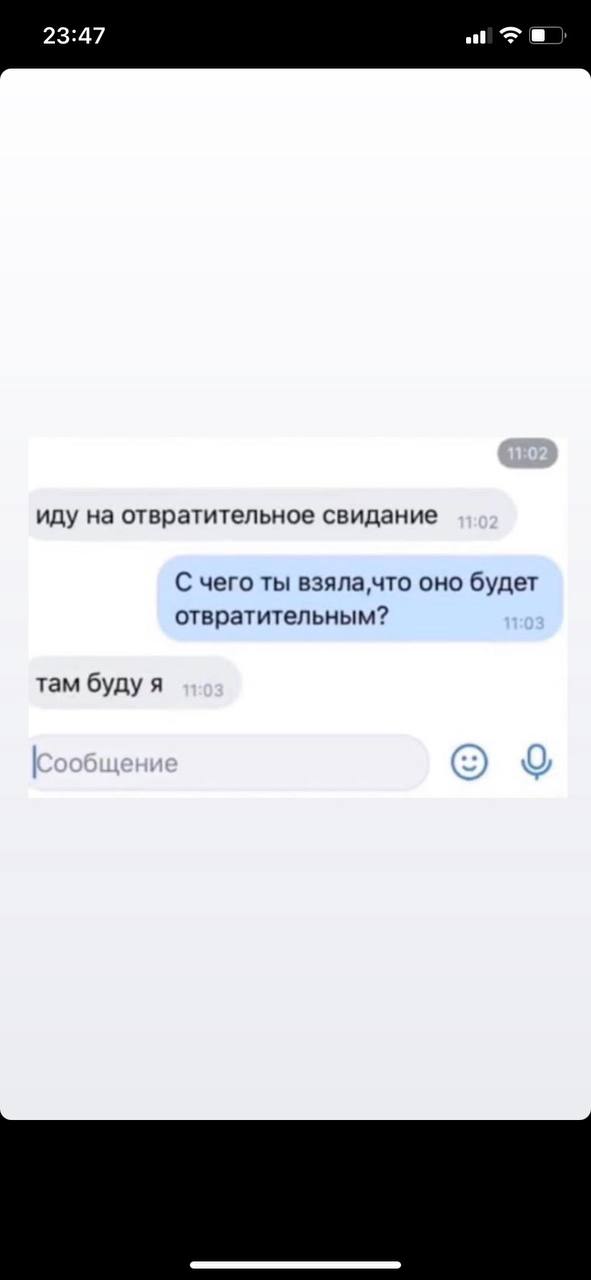 23:47
11:02
иду на отвратительное свидание 11:02
С чего ты взяла,что оно будет
отвратительным? 11:03
там буду я 11:03
Сообщение